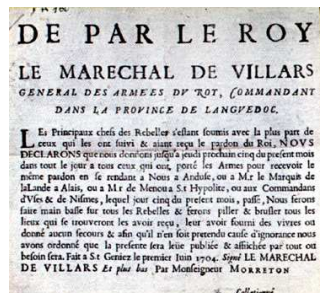 DE PAR LE ROY
LE MARECHAL DE VILLARS
GENERAL DES ARMEES DV ROY, COMMANDANT
DANS LA PROVINCE DE LANGVEDOC.
LEs Principaux chefs des Rebelles s'estant soumis avec la plus part de
ceux qui les ont suivi & aiant reçu le pardon du Roi, NOVS
DECLARONS que nous donnons jusqu'a jeudi prochain cinq du present mois
dans tout le jour a tous ceux qui ont porté les Armes pour recevoir le
même pardon en se rendant a Nous a Anduse, ou a M.r le Marquis de
laLande a Alais, ou a M.r de Menou a St Hypolite, ou aux Commandans
d'Vsés & de Nismes, lequel jour cinq du present mois, passé, Nous ferons
faire main basse sur tous les Rebelles & ferons piller & brusler tous les
lieux qui se trouveront les avoir reçu, leur avoir fourni des vivres ou
donné aucun secours & afin qu'il n'en soit pretendu cause d'ignorance nous
avons ordonné que la presente sera leüe publiée & affichée par tout ou
besoin sera. Fait a St Geniez le premier Juin 1704. Signé LE MARECHAL
DE VILLARS Et plus bas Par Monseigneur MORRETON